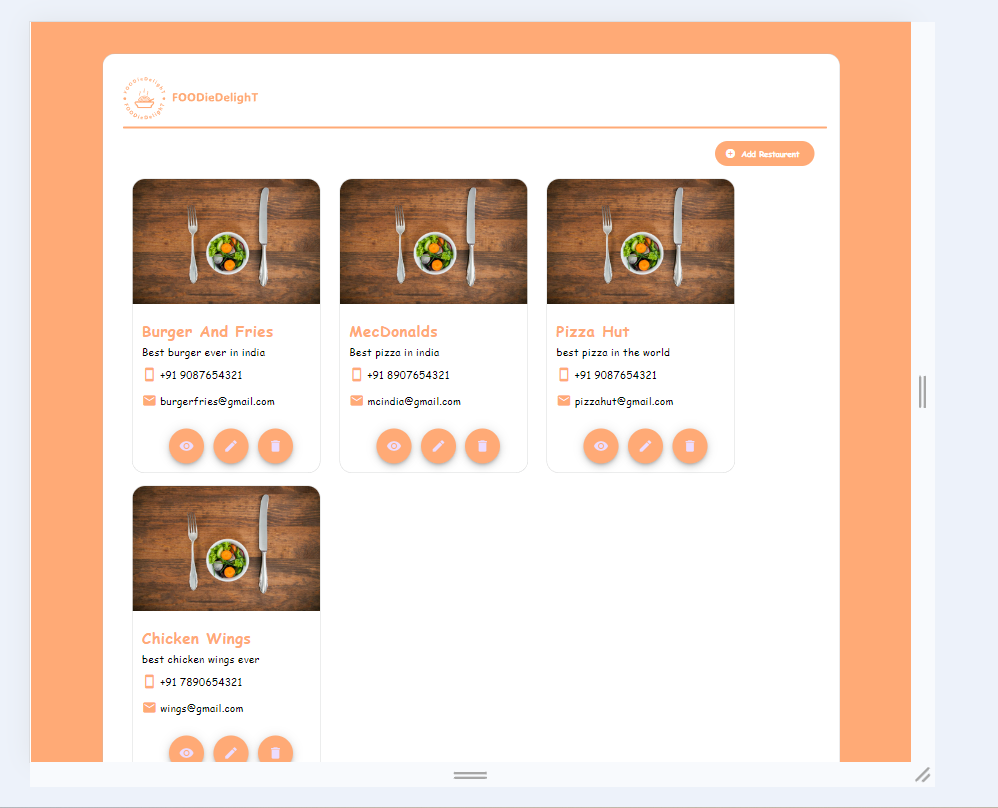 FOODieDelighT
FOODieDelighT
FOODieDelighT
Add Restaurent
Burger And Fries
Best burger ever in india
+91 9087654321
burgerfries@gmail.com
MecDonalds
Best pizza in india
+91 8907654321
mcindia@gmail.com
Pizza Hut
best pizza in the world
+91 9087654321
pizzahut@gmail.com
Chicken Wings
best chicken wings ever
+91 7890654321
wings@gmail.com